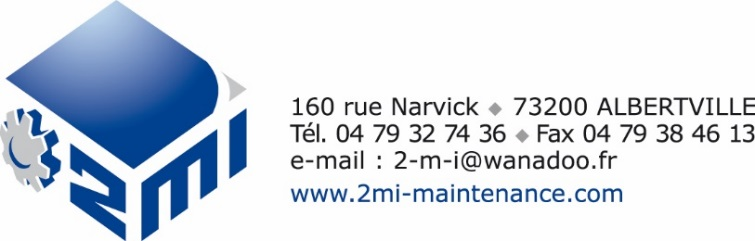 2mi
160 rue Narvick ◆ 73200 ALBERTVILLE
Tél. 04 79 32 74 36 ◆ Fax 04 79 38 46 13
e-mail : 2-m-i@wanadoo.fr
www.2mi-maintenance.com